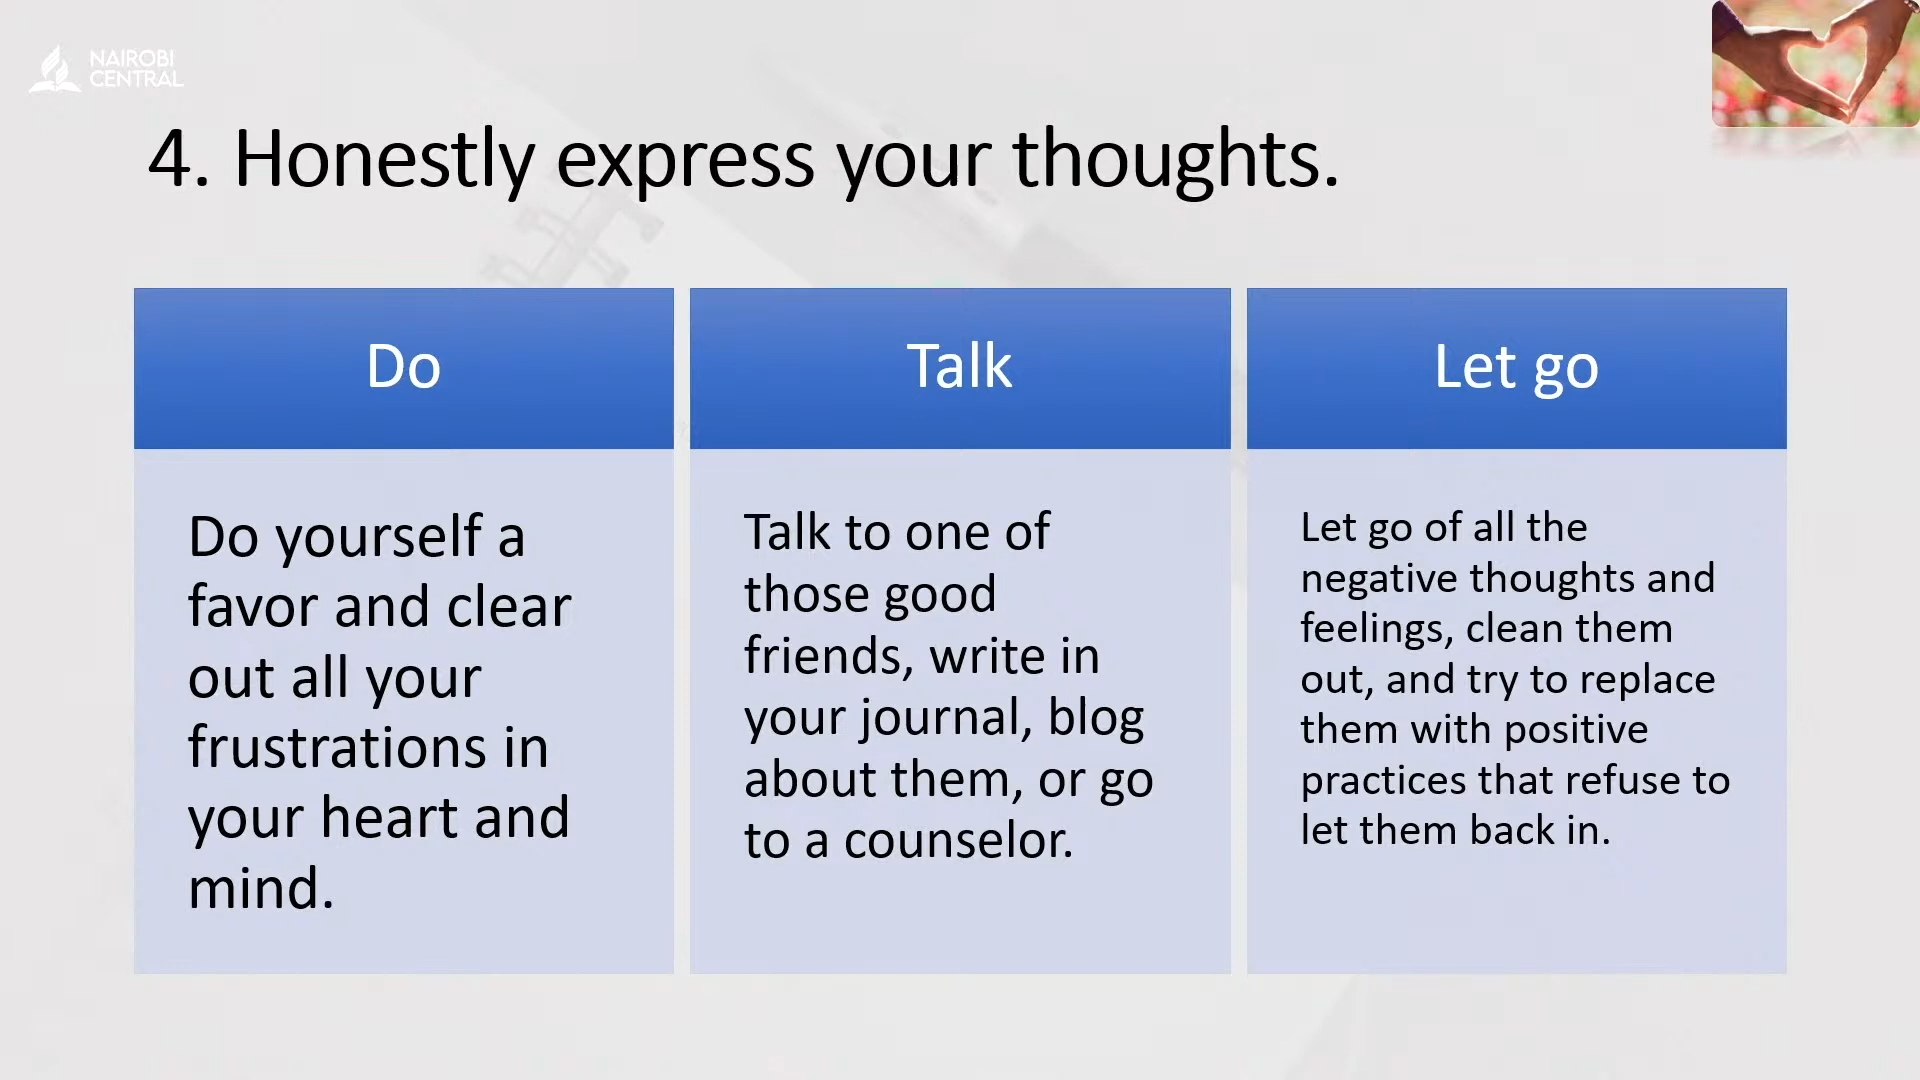 NAIROBI
CENTRAL
4. Honestly express your thoughts.
Do
Do yourself a
favor and clear
out all your
frustrations in
your heart and
mind.
Talk
Talk to one of
those good
friends, write in
your journal, blog
about them, or go
to a counselor.
Let go
Let go of all the
negative thoughts and
feelings, clean them
out, and try to replace
them with positive
practices that refuse to
let them back in.